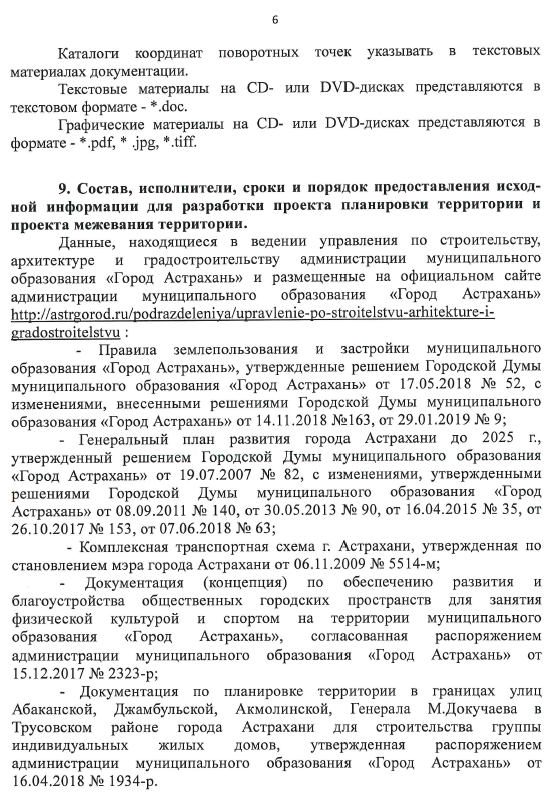 6
Каталоги координат поворотных точек указывать в текстовых
материалах документации.
Текстовые материалы на CD- или DVD-дисках представляются в
текстовом формате - *.doc.
Графические материалы на CD- или DVD-дисках представляются в
формате - *.pdf, * .jpg, *.tiff.
9. Состав, исполнители, сроки и порядок предоставления исход-
ной информации для разработки проекта планировки территории и
проекта межевания территории.
Данные, находящиеся в ведении управления по строительству,
архитектуре и градостроительству администрации муниципального
образования «Город Астрахань» и размещенные на официальном сайте
администрации муниципального образования «Город Астрахань»
http://astrgorod.ru/podrazdeleniya/upravlenie-po-stroitelstvu-arhitekture-i-
gradostroitelstvu :
- Правила землепользования и застройки муниципального
образования «Город Астрахань», утвержденные решением Городской Думы
муниципального образования «Город Астрахань» от 17.05.2018 № 52, с
изменениями, внесенными решениями Городской Думы муниципального
образования «Город Астрахань» от 14.11.2018 №163, от 29.01.2019 № 9;
- Генеральный план развития города Астрахани до 2025 г.,
утвержденный решением Городской Думы муниципального образования
«Город Астрахань» от 19.07.2007 № 82, с изменениями, утвержденными
решениями Городской Думы муниципального образования «Город
Астрахань» от 08.09.2011 № 140, от 30.05.2013 № 90, от 16.04.2015 № 35, от
26.10.2017 № 153, от 07.06.2018 № 63;
- Комплексная транспортная схема г. Астрахани, утвержденная по
становлением мэра города Астрахани от 06.11.2009 № 5514-м;
- Документация (концепция) по обеспечению развития и
благоустройства общественных городских пространств для занятия
физической культурой и спортом на территории муниципального
образования «Город Астрахань», согласованная распоряжением
администрации муниципального образования «Город Астрахань» от
15.12.2017 № 2323-р;
- Документация по планировке территории в границах улиц
Абаканской, Джамбульской, Акмолинской, Генерала М.Докучаева в
Трусовском районе города Астрахани для строительства группы
индивидуальных жилых домов, утвержденная распоряжением
администрации муниципального образования «Город Астрахань» от
16.04.2018 № 1934-р.